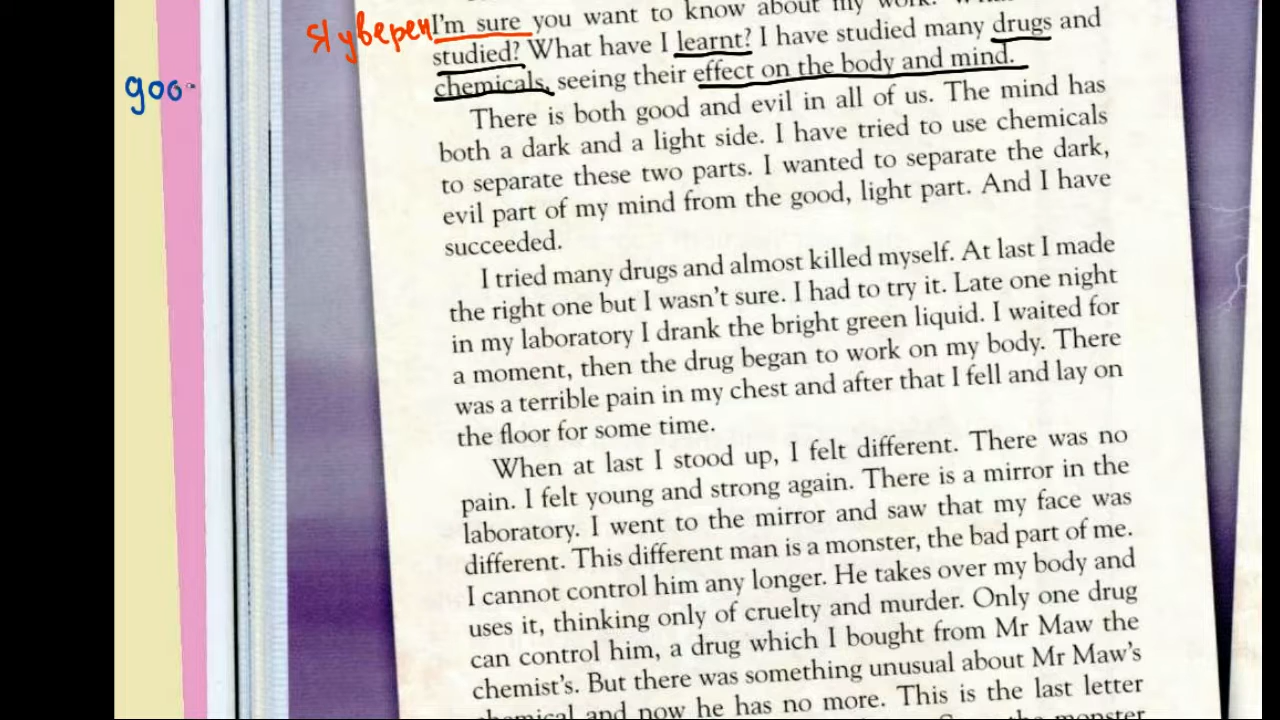 Я уверен I'm sure you want to know about my work.
studied? What have I learnt? I have studied many drugs and
goo
chemicals, seeing their effect on the body and mind.
There is both good and evil in all of us. The mind has
both a dark and a light side. I have tried to use chemicals
to separate these two parts. I wanted to separate the dark,
evil part of my mind from the good, light part. And I have
succeeded.
I tried many drugs and almost killed myself. At last I made
the right one but I wasn't sure. I had to try it. Late one night
in my laboratory I drank the bright green liquid. I waited for
a moment, then the drug began to work on my body. There
was a terrible pain in my chest and after that I fell and lay on
the floor for some time.
When at last I stood up, I felt different. There was no
pain. I felt young and strong again. There is a mirror in the
laboratory. I went to the mirror and saw that my face was
different. This different man is a monster, the bad part of me.
I cannot control him any longer. He takes over my body and
uses it, thinking only of cruelty and murder. Only one drug
can control him, a drug which I bought from Mr Maw the
chemist's. But there was something unusual about Mr Maw's
chemical and now he has no more. This is the last letter
the monster